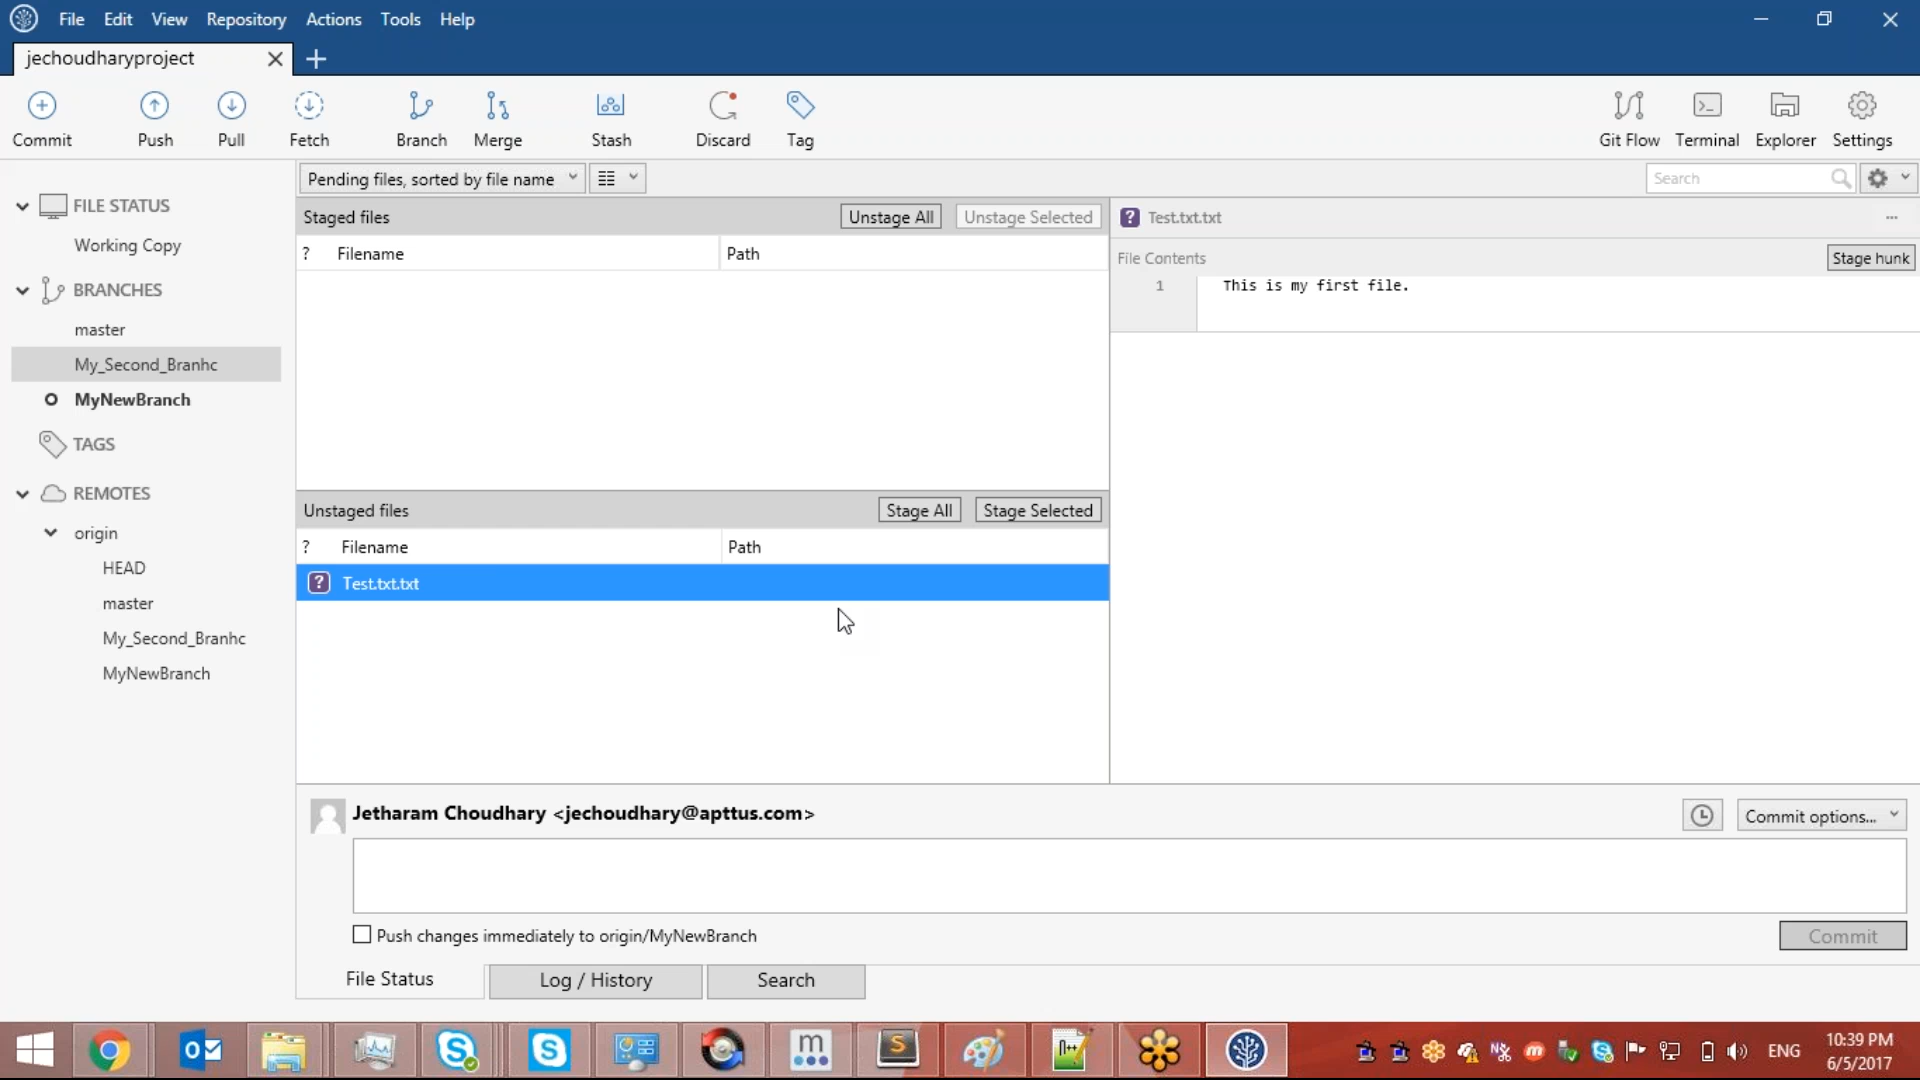 File Edit View Repository Actions Tools Help
jechoudharyproject
Commit Push Pull Fetch Branch Merge Stash Discard Tag Git Flow Terminal Explorer Settings
Pending files, sorted by file name
Search
FILE STATUS
Working Copy
BRANCHES
master
My_Second_Branhc
MyNewBranch
TAGS
REMOTES
origin
HEAD
master
My_Second_Branhc
MyNewBranch
Staged files Unstage All Unstage Selected
? Filename Path
Unstaged files Stage All Stage Selected
? Filename Path
? Test.txt.txt
? Test.txt.txt ...
File Contents Stage hunk
1 This is my first file.
Jetharam Choudhary <jechoudhary@apttus.com>
Commit options...
Push changes immediately to origin/MyNewBranch
Commit
File Status Log / History Search
ENG
10:39 PM
6/5/2017